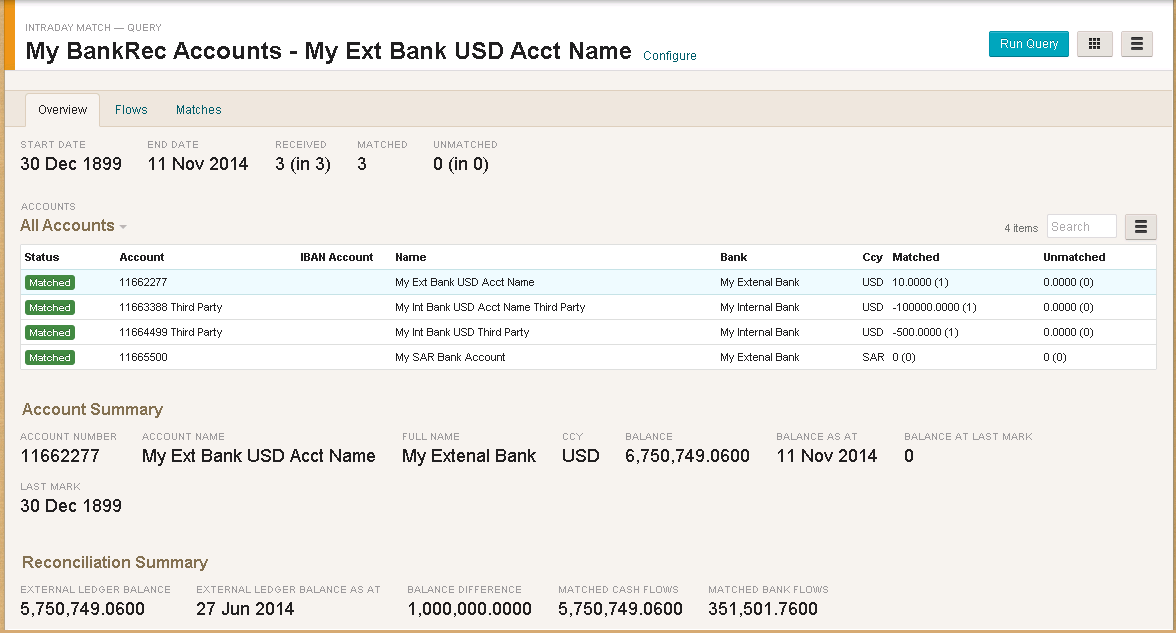 INTRADAY MATCH — QUERY
My BankRec Accounts - My Ext Bank USD Acct Name Configure Run Query
Overview Flows Matches
START DATE END DATE RECEIVED MATCHED UNMATCHED
30 Dec 1899 11 Nov 2014 3 (in 3) 3 0 (in 0)
ACCOUNTS
All Accounts 4 items Search
Status Account IBAN Account Name Bank Ccy Matched Unmatched
Matched 11662277 My Ext Bank USD Acct Name My Extenal Bank USD 10.0000 (1) 0.0000 (0)
Matched 11663388 Third Party My Int Bank USD Acct Name Third Party My Internal Bank USD -100000.0000 (1) 0.0000 (0)
Matched 11664499 Third Party My Int Bank USD Third Party My Internal Bank USD -500.0000 (1) 0.0000 (0)
Matched 11665500 My SAR Bank Account My Extenal Bank SAR 0 (0) 0 (0)
Account Summary
ACCOUNT NUMBER ACCOUNT NAME FULL NAME CCY BALANCE BALANCE AS AT BALANCE AT LAST MARK
11662277 My Ext Bank USD Acct Name My Extenal Bank USD 6,750,749.0600 11 Nov 2014 0
LAST MARK
30 Dec 1899
Reconciliation Summary
EXTERNAL LEDGER BALANCE EXTERNAL LEDGER BALANCE AS AT BALANCE DIFFERENCE MATCHED CASH FLOWS MATCHED BANK FLOWS
5,750,749.0600 27 Jun 2014 1,000,000.0000 5,750,749.0600 351,501.7600